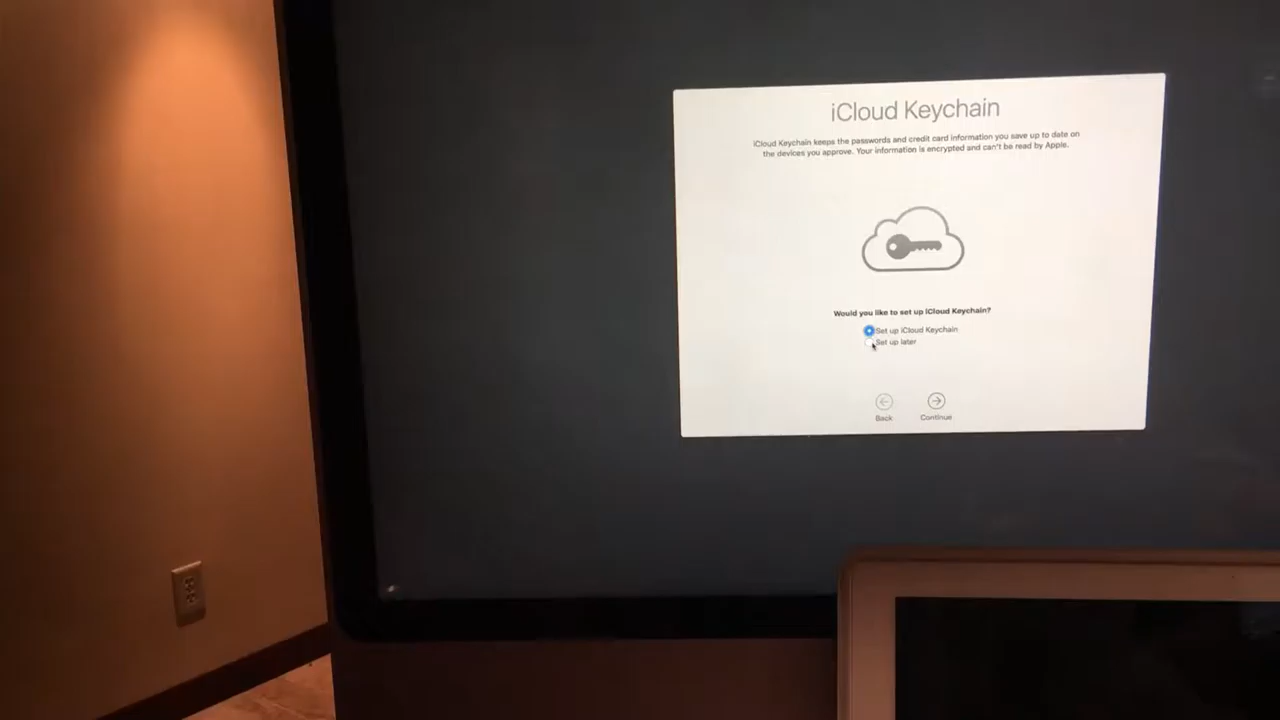 iCloud Keychain
iCloud Keychain keeps the passwords and credit card information you save up to date on
the devices you approve. Your information is encrypted and can't be read by Apple.
Would you like to set up iCloud Keychain?
Set up iCloud Keychain
Set up later
Back
Continue